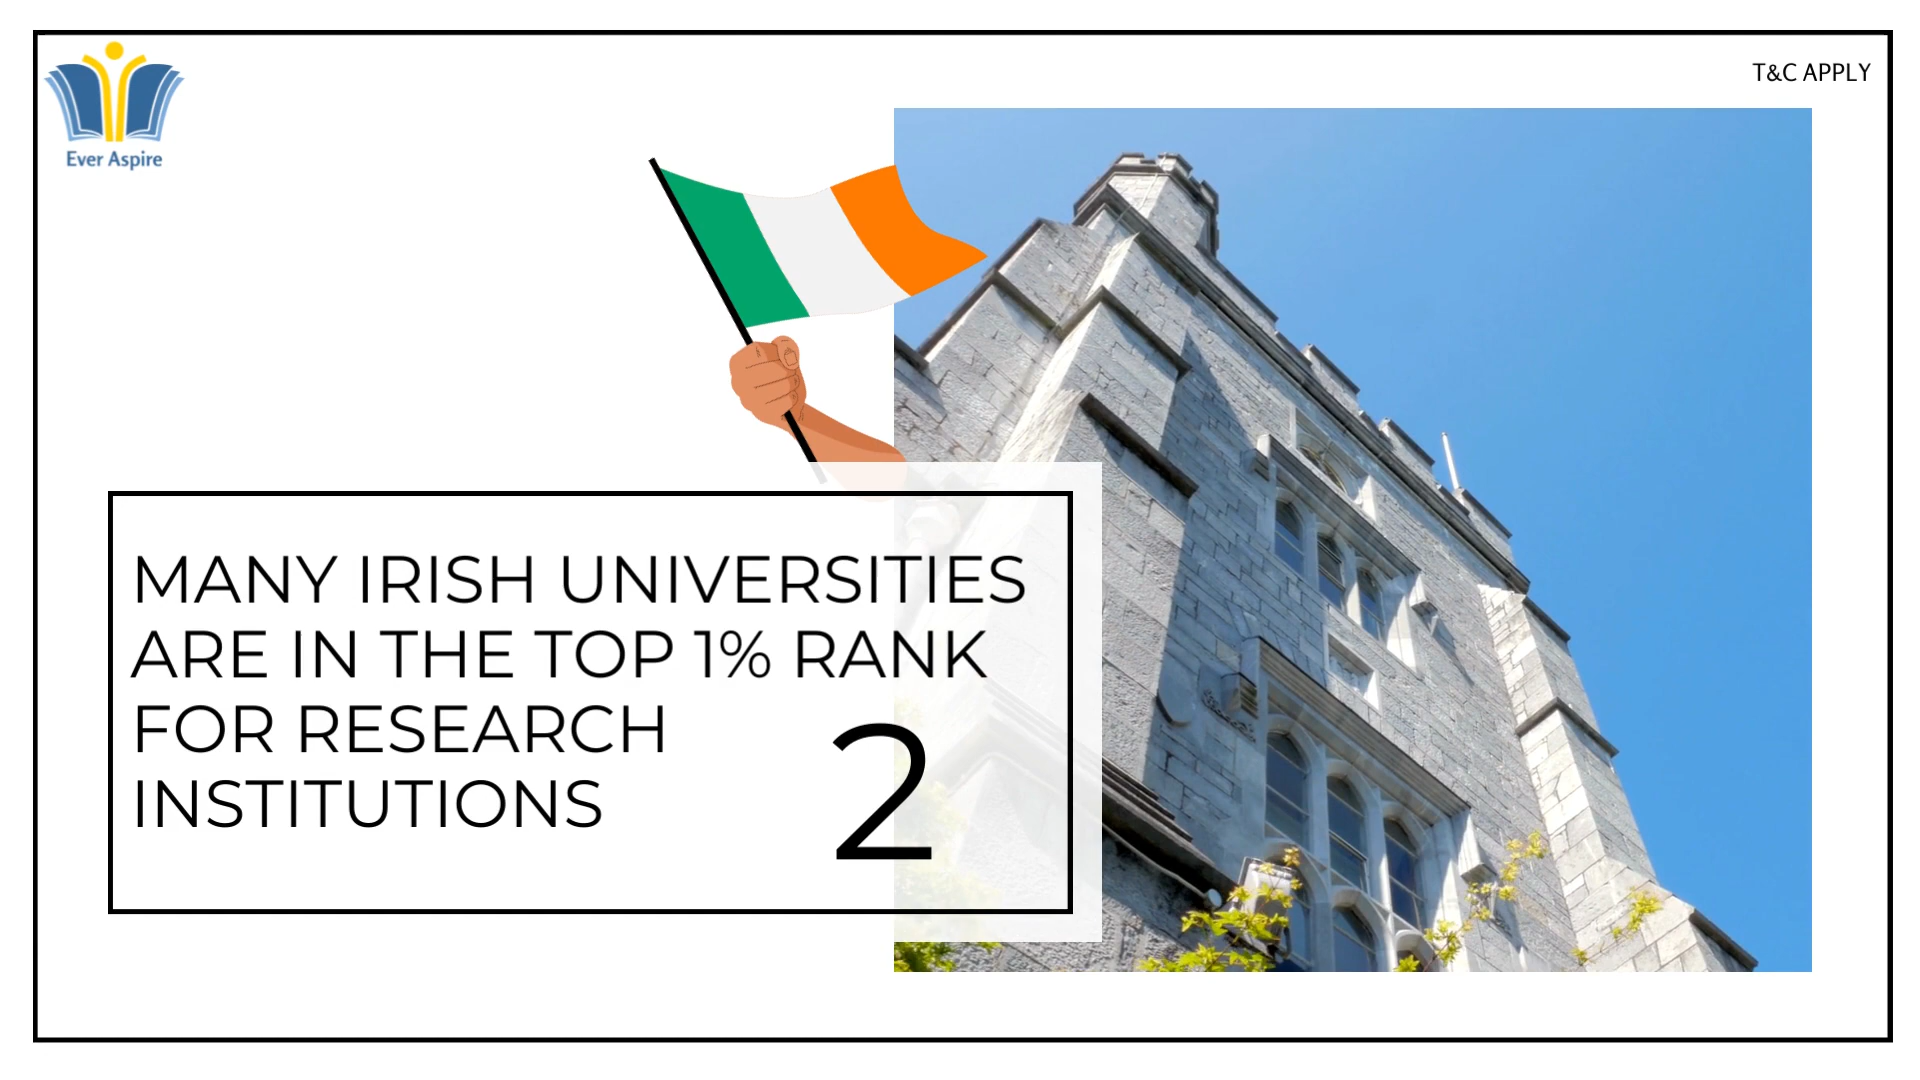 Ever Aspire
T&C APPLY
MANY IRISH UNIVERSITIES
ARE IN THE TOP 1% RANK
FOR RESEARCH
INSTITUTIONS
2